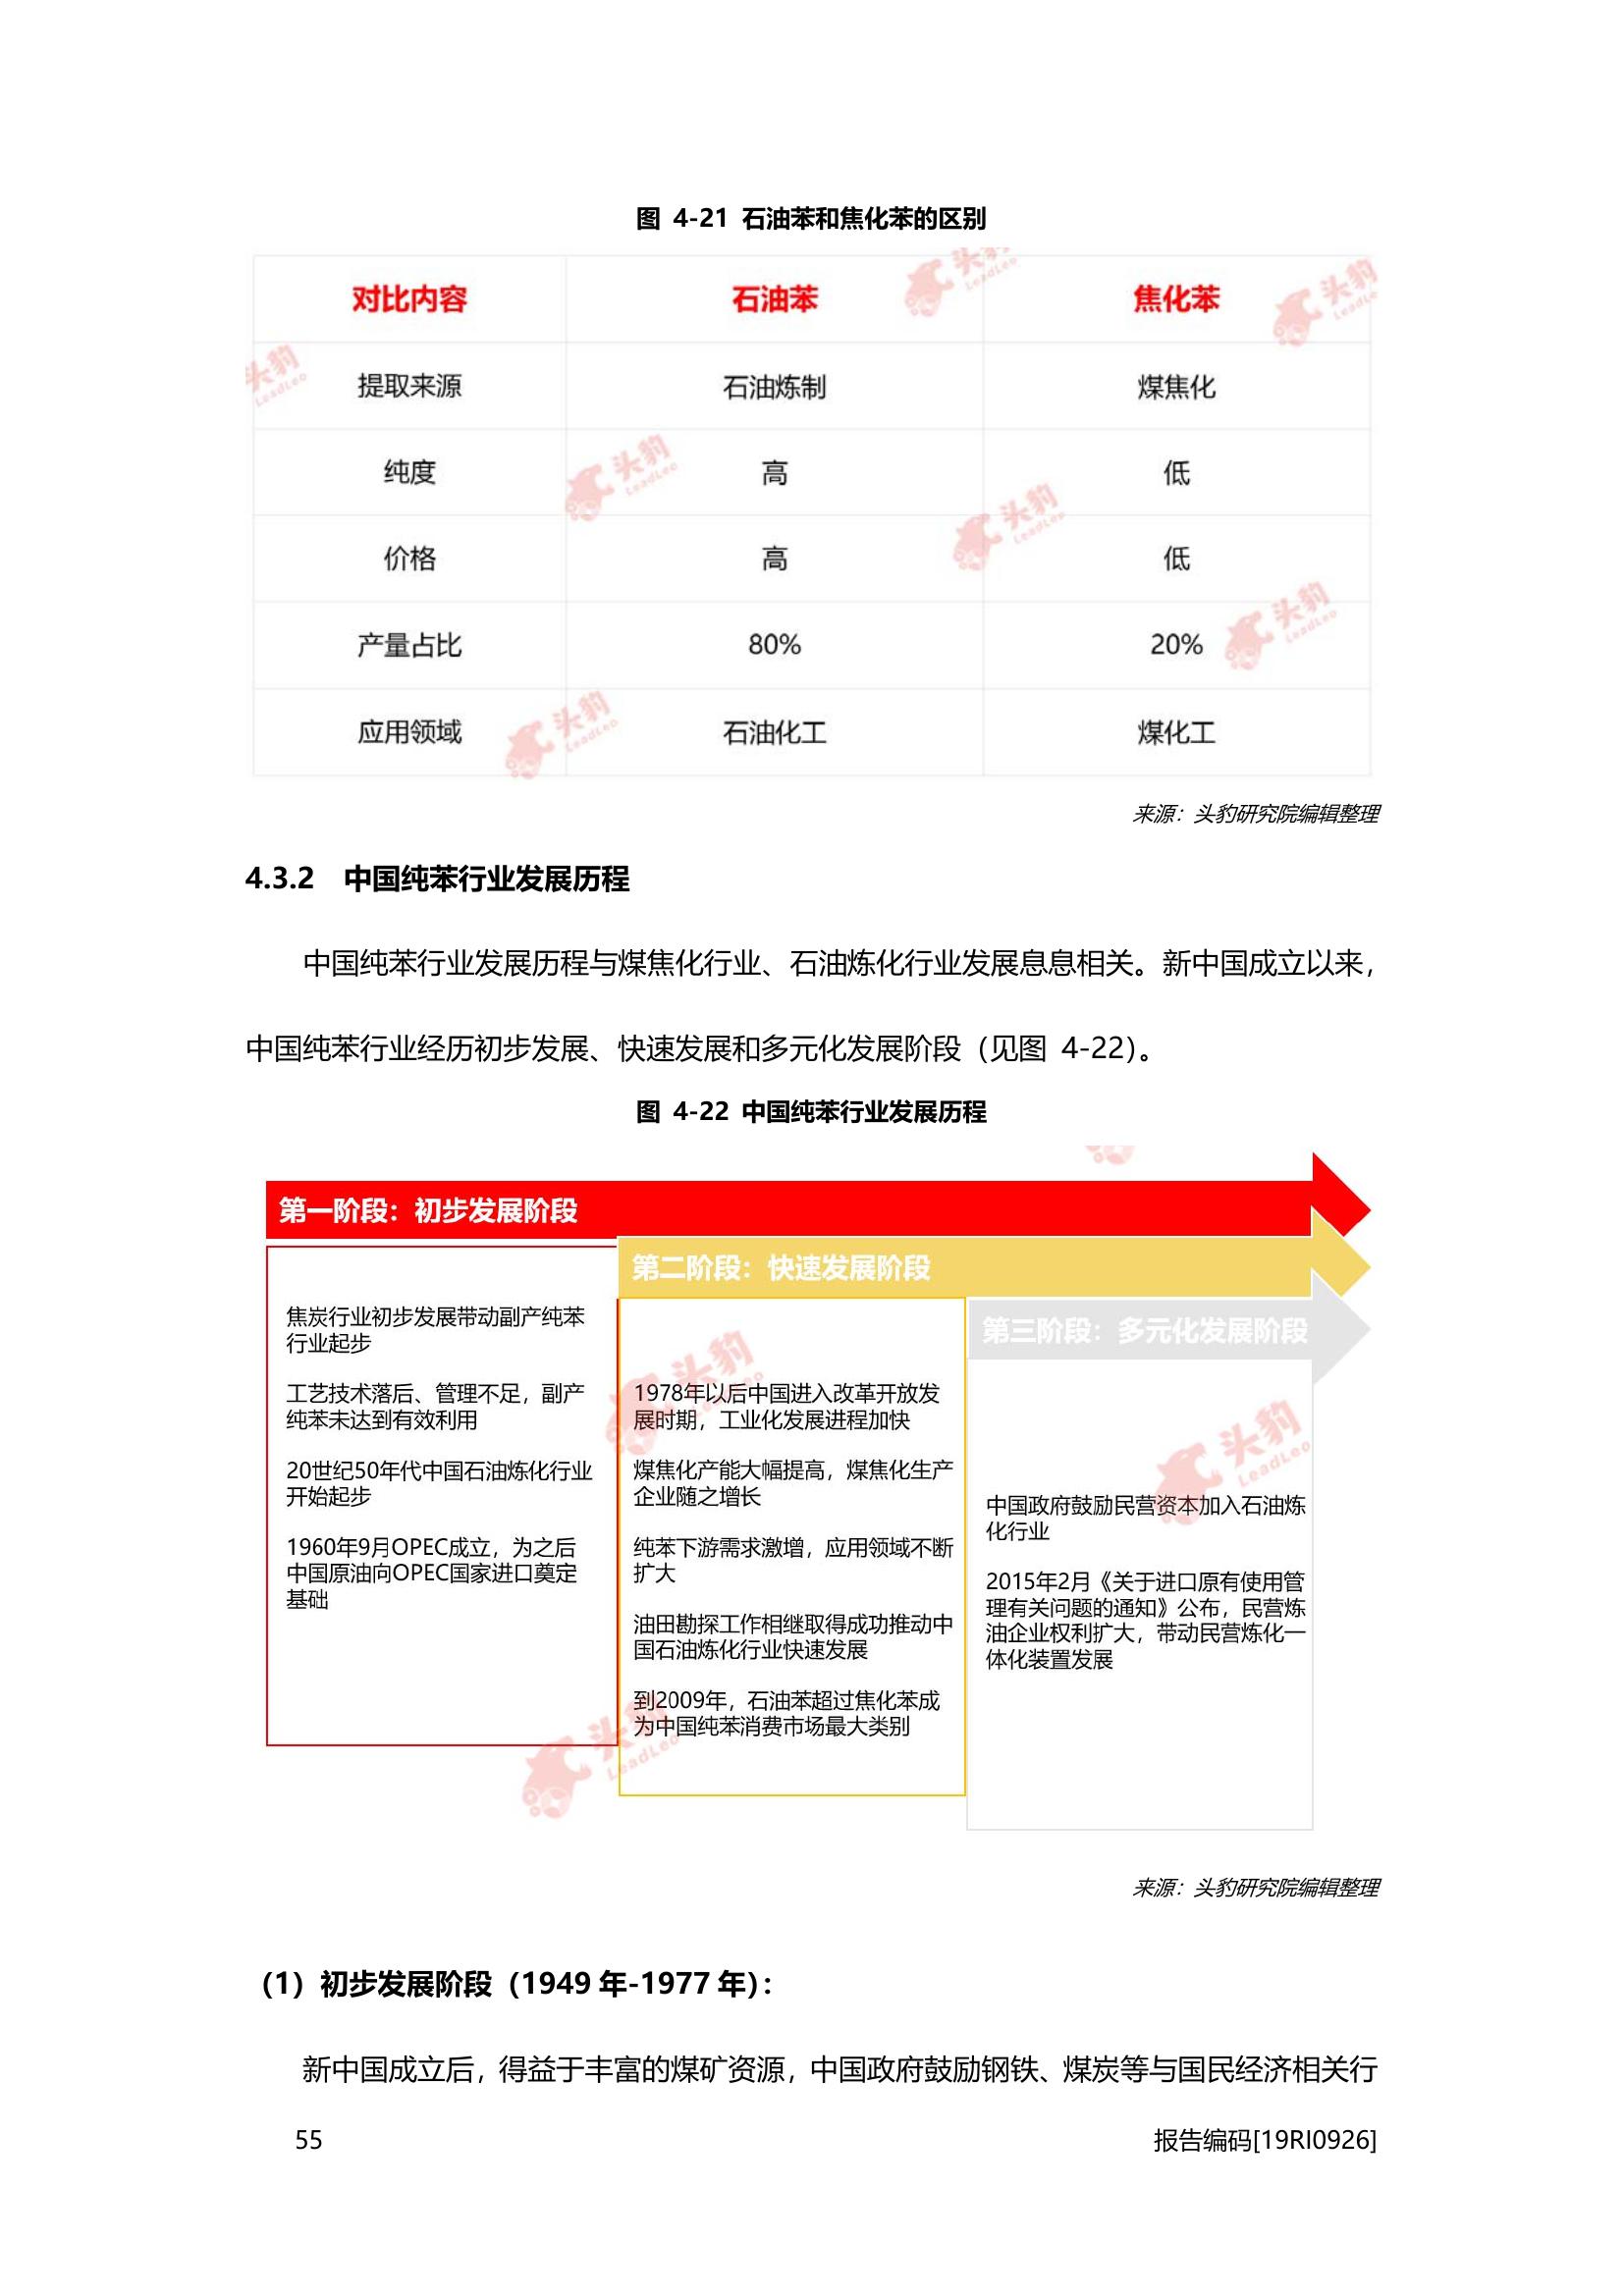 图 4-21 石油苯和焦化苯的区别
对比内容 石油苯 焦化苯
提取来源 石油炼制 煤焦化
纯度 高 低
价格 高 低
产量占比 80% 20%
应用领域 石油化工 煤化工
来源：头豹研究院编辑整理
4.3.2 中国纯苯行业发展历程
中国纯苯行业发展历程与煤焦化行业、石油炼化行业发展息息相关。新中国成立以来，
中国纯苯行业经历初步发展、快速发展和多元化发展阶段（见图 4-22）。
图 4-22 中国纯苯行业发展历程
第一阶段：初步发展阶段
焦炭行业初步发展带动副产纯苯
行业起步
工艺技术落后、管理不足，副产
纯苯未达到有效利用
20世纪50年代中国石油炼化行业
开始起步
1960年9月OPEC成立，为之后
中国原油向OPEC国家进口奠定
基础
第二阶段：快速发展阶段
1978年以后中国进入改革开放发
展时期，工业化发展进程加快
煤焦化产能大幅提高，煤焦化生产
企业随之增长
纯苯下游需求激增，应用领域不断
扩大
油田勘探工作相继取得成功推动中
国石油炼化行业快速发展
到2009年，石油苯超过焦化苯成
为中国纯苯消费市场最大类别
第三阶段：多元化发展阶段
中国政府鼓励民营资本加入石油炼
化行业
2015年2月《关于进口原有使用管
理有关问题的通知》公布，民营炼
油企业权利扩大，带动民营炼化一
体化装置发展
来源：头豹研究院编辑整理
（1）初步发展阶段（1949 年-1977 年）：
新中国成立后，得益于丰富的煤矿资源，中国政府鼓励钢铁、煤炭等与国民经济相关行
55 报告编码[19RI0926]
头豹
LeadLeo